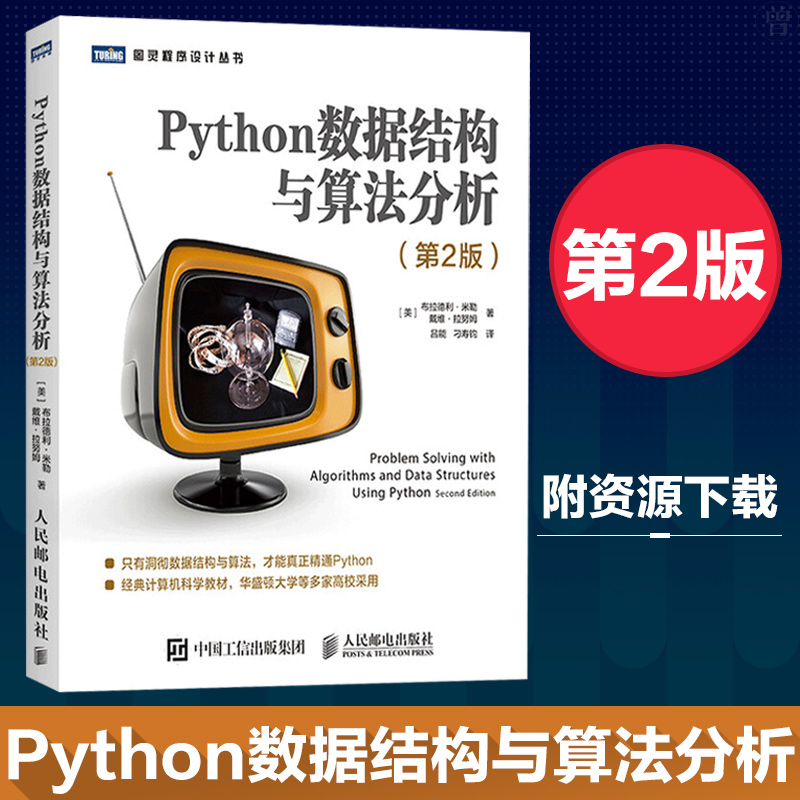 TURING 图灵程序设计丛书
Python数据结构
与算法分析
（第2版）
[美] 布拉德利·米勒
戴维·拉努姆 著
吕能 刁寿钧 译
Problem Solving with
Algorithms and Data Structures
Using Python Second Edition
只有洞彻数据结构与算法，才能真正精通Python
经典计算机科学教材，华盛顿大学等多家高校采用
中国工信出版集团
人民邮电出版社
POSTS & TELECOM PRESS
TURING
Python数据结构与算法分析
（第2版）
[美] 布拉德利·米勒
戴维·拉努姆 著
人民邮电出版社
曾
第2版
附资源下载
Python数据结构与算法分析